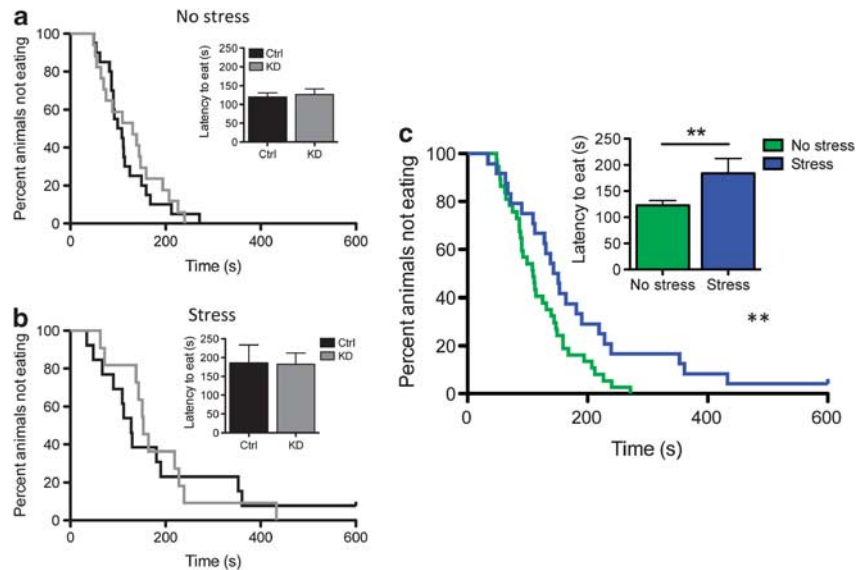 a
No stress
Percent animals not eating
100
80
60
40
20
0
0 200 400 600
Time (s)
Latency to eat (s)
250
200
150
100
50
0
Ctrl
KD
Ctrl KD
b
Stress
Percent animals not eating
100
80
60
40
20
0
0 200 400 600
Time (s)
Latency to eat (s)
250
200
150
100
50
0
Ctrl
KD
Ctrl KD
c
Percent animals not eating
100
80
60
40
20
0
0 200 400 600
Time (s)
**
Latency to eat (s)
250
200
150
100
50
0
**
No stress
Stress
No stress Stress